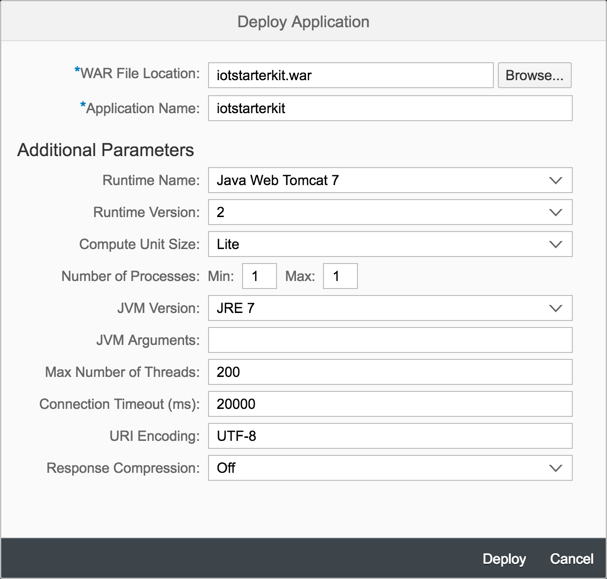 Deploy Application
*WAR File Location: iotstarterkit.war Browse...
*Application Name: iotstarterkit
Additional Parameters
Runtime Name: Java Web Tomcat 7
Runtime Version: 2
Compute Unit Size: Lite
Number of Processes: Min: 1 Max: 1
JVM Version: JRE 7
JVM Arguments:
Max Number of Threads: 200
Connection Timeout (ms): 20000
URI Encoding: UTF-8
Response Compression: Off
Deploy Cancel